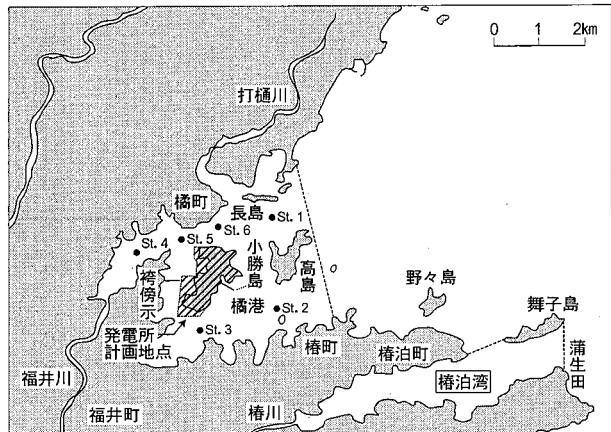 0 1 2km
打樋川
橘町
長島
St. 1
St. 6
St. 5
St. 4
小勝島
高島
袴傍示
橘港
St. 2
野々島
舞子島
発電所
計画地点
St. 3
椿町
椿泊町
蒲生田
椿泊湾
福井川
福井町
椿川